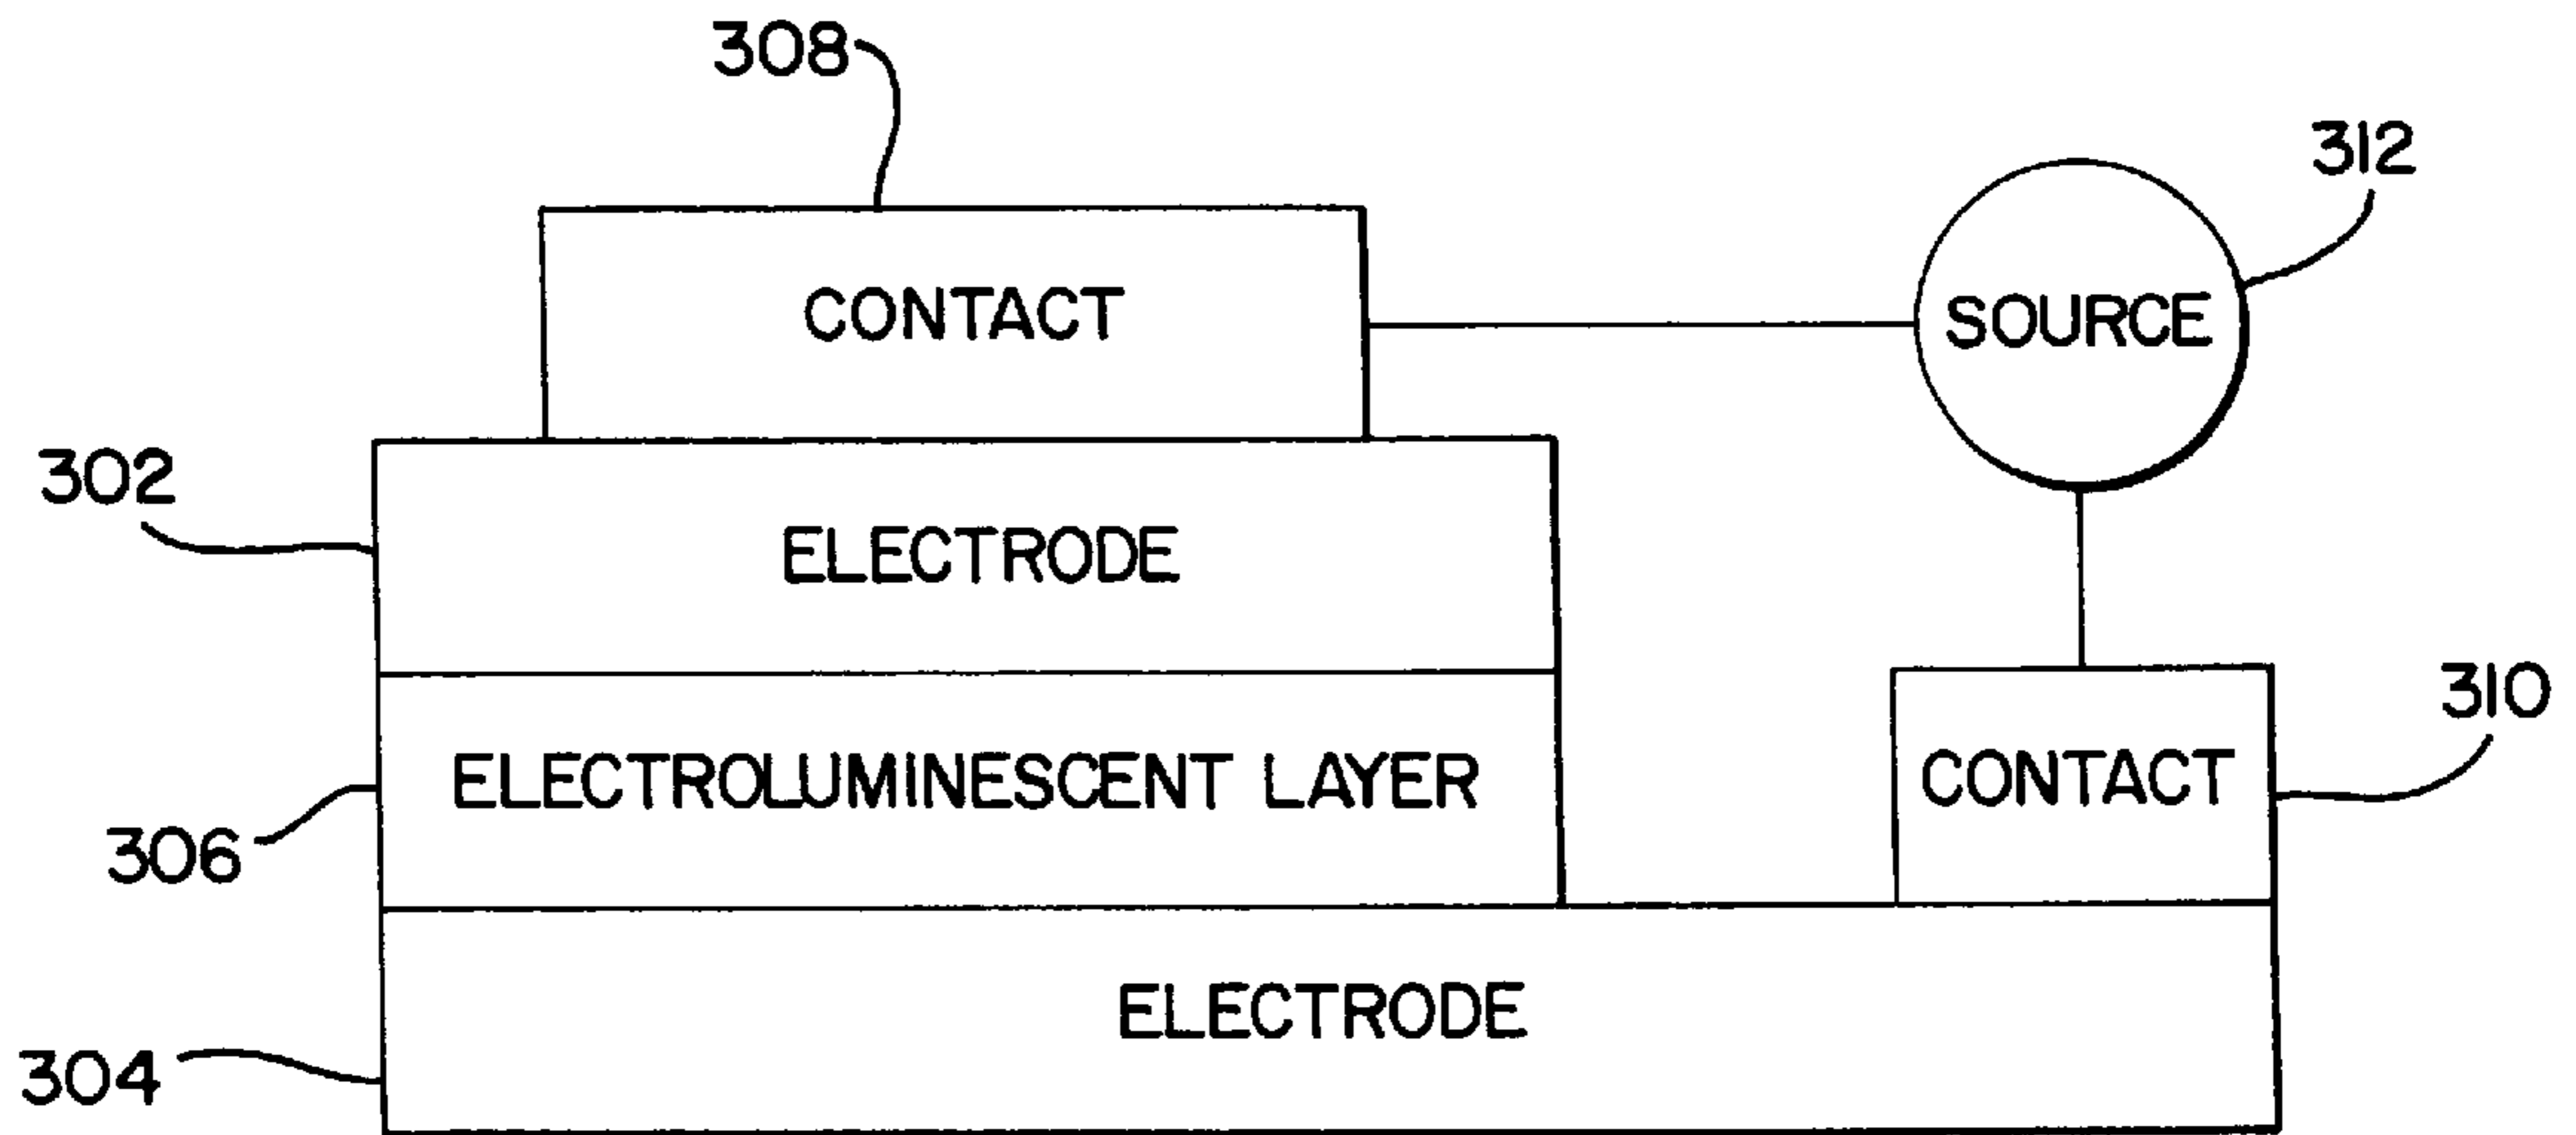 308
312
CONTACT
SOURCE
302
ELECTRODE
310
ELECTROLUMINESCENT LAYER
CONTACT
306
ELECTRODE
304